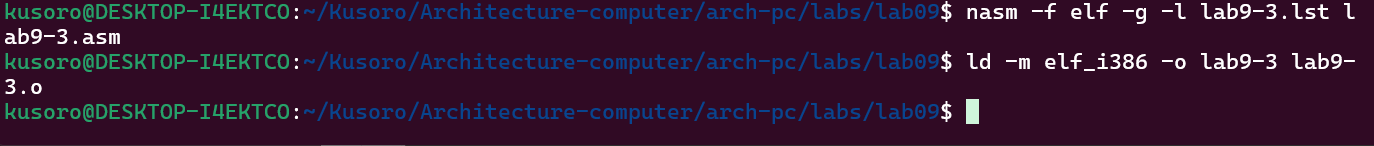 kusoro@DESKTOP-I4EKTCO:~/Kusoro/Architecture-computer/arch-pc/labs/lab09$ nasm -f elf -g -l lab9-3.lst l
ab9-3.asm
kusoro@DESKTOP-I4EKTCO:~/Kusoro/Architecture-computer/arch-pc/labs/lab09$ ld -m elf_i386 -o lab9-3 lab9-
3.o
kusoro@DESKTOP-I4EKTCO:~/Kusoro/Architecture-computer/arch-pc/labs/lab09$